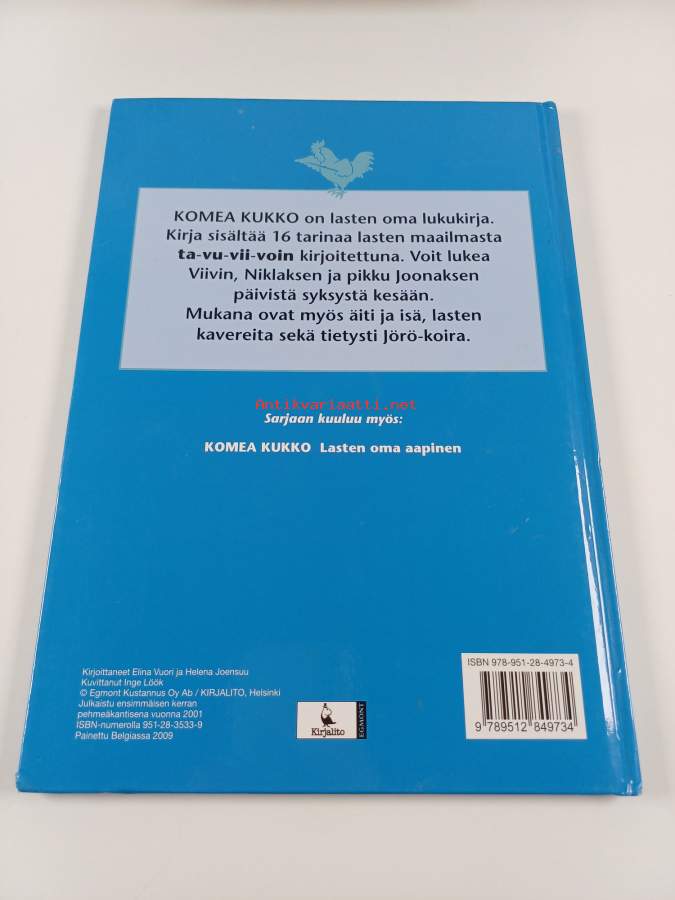 KOMEA KUKKO on lasten oma lukukirja.
Kirja sisältää 16 tarinaa lasten maailmasta
ta-vu-vii-voin kirjoitettuna. Voit lukea
Viivin, Niklaksen ja pikku Joonaksen
päivistä syksystä kesään.
Mukana ovat myös äiti ja isä, lasten
kavereita sekä tietysti Jörö-koira.
Antikvariaatti.net
Sarjaan kuuluu myös:
KOMEA KUKKO Lasten oma aapinen
Kirjoittaneet Elina Vuori ja Helena Joensuu
Kuvittanut Inge Löök
© Egmont Kustannus Oy Ab / KIRJALITO, Helsinki
Julkaistu ensimmäisen kerran
pehmeäkantisena vuonna 2001
ISBN-numerolla 951-28-3533-9
Painettu Belgiassa 2009
Kirjalito
EGMONT
ISBN 978-951-28-4973-4
9 789512 849734